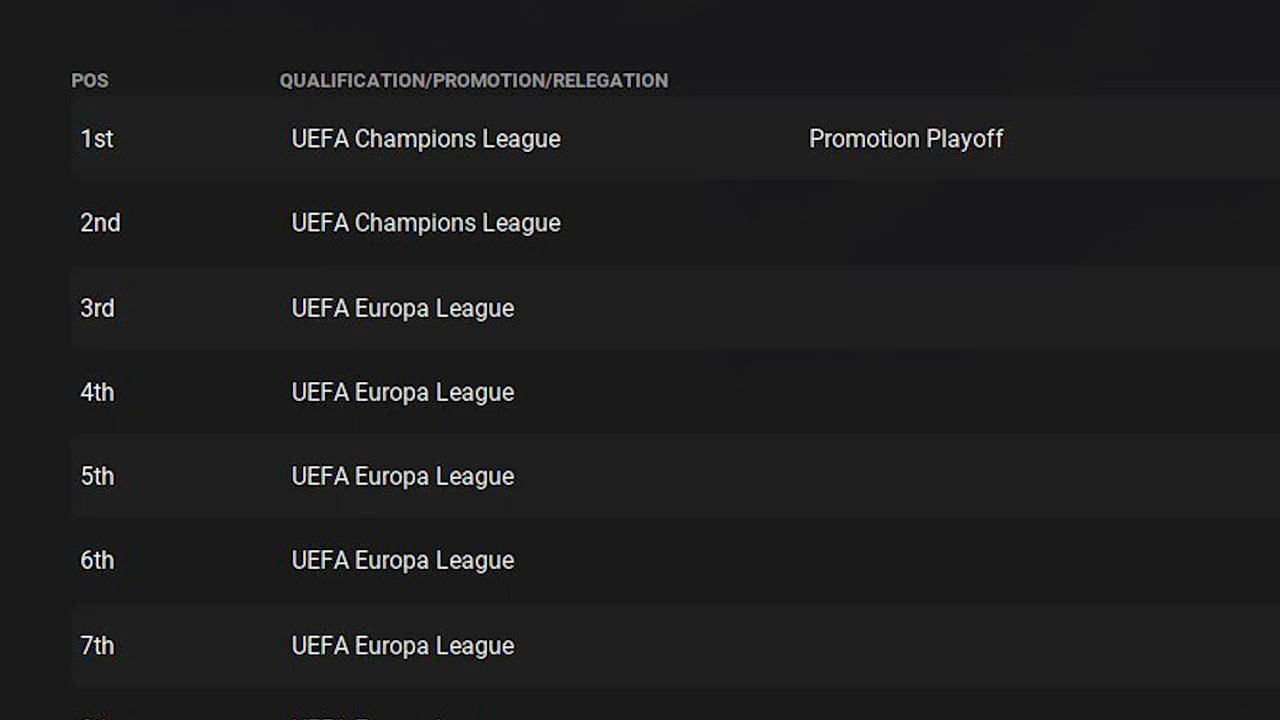 POS QUALIFICATION/PROMOTION/RELEGATION
1st UEFA Champions League Promotion Playoff
2nd UEFA Champions League
3rd UEFA Europa League
4th UEFA Europa League
5th UEFA Europa League
6th UEFA Europa League
7th UEFA Europa League